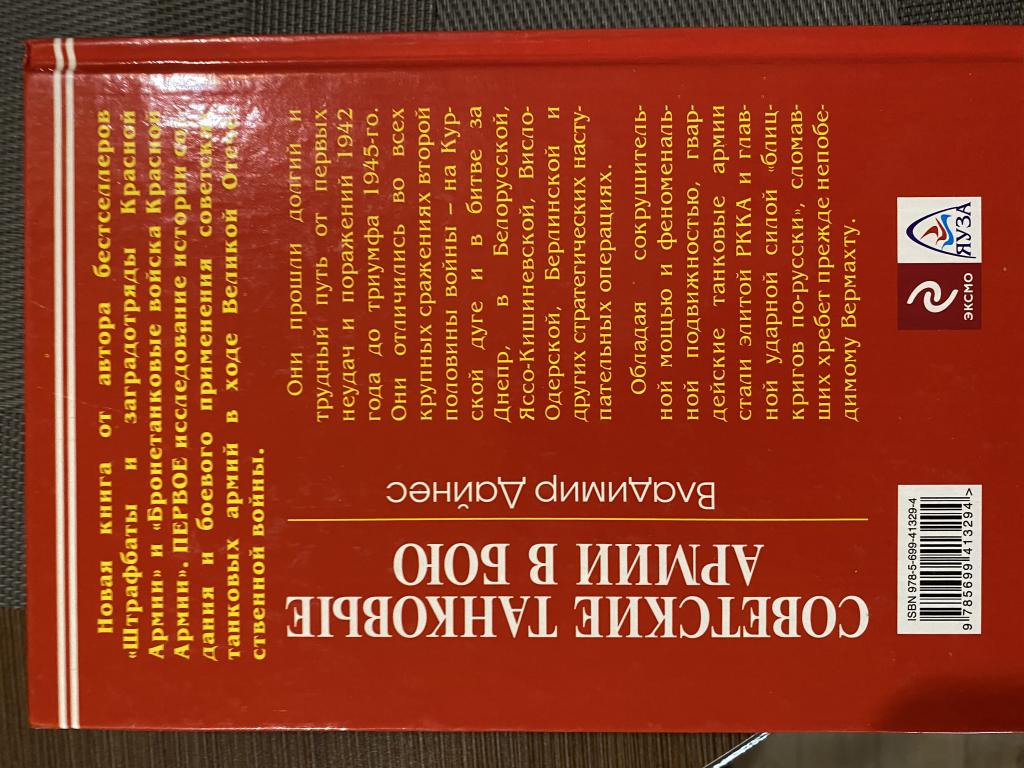 Новая книга от автора бестселлеров
«Штрафбаты и заградотряды Красной
Армии» и «Бронетанковые войска Красной
Армии». ПЕРВОЕ исследование истории соз-
дания и боевого применения советских
танковых армий в ходе Великой Отече-
ственной войны.
Они прошли долгий и
трудный путь от первых
неудач и поражений 1942
года до триумфа 1945-го.
Они отличились во всех
крупных сражениях второй
половины войны – на Кур-
ской дуге и в битве за
Днепр, в Белорусской,
Яссо-Кишиневской, Висло-
Одерской, Берлинской и
других стратегических насту-
пательных операциях.
Обладая сокрушитель-
ной мощью и феноменаль-
ной подвижностью, гвар-
дейские танковые армии
стали элитой РККА и глав-
ной ударной силой «блиц-
кригов по-русски», сломав-
ших хребет прежде непобе-
димому Вермахту.
Владимир Дайнес
СОВЕТСКИЕ ТАНКОВЫЕ
АРМИИ В БОЮ
ISBN 978-5-699-41329-4
9 785699 413294 >
ЭКСМО
ЯУЗА